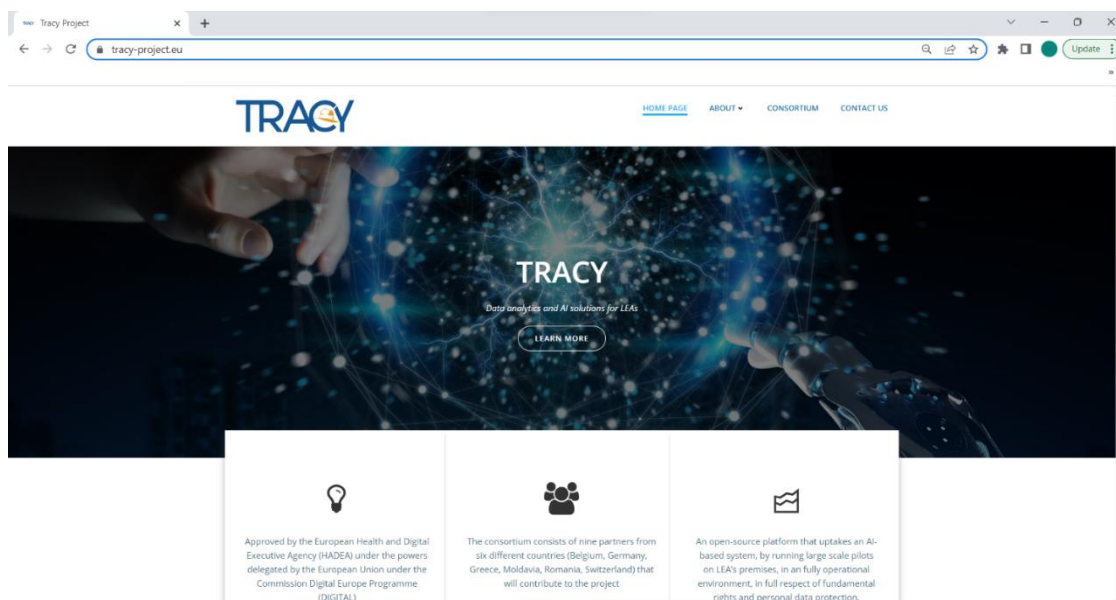 Tracy Project
tracy-project.eu
Update
TRACY
HOME PAGE ABOUT CONSORTIUM CONTACT US
TRACY
Data analytics and AI solutions for LEAs
LEARN MORE
Approved by the European Health and Digital
Executive Agency (HADEA) under the powers
delegated by the European Union under the
Commission Digital Europe Programme
(DIGITAL)
The consortium consists of nine partners from
six different countries (Belgium, Germany,
Greece, Moldavia, Romania, Switzerland) that
will contribute to the project
An open-source platform that uptakes an AI-
based system, by running large scale pilots
on LEA's premises, in an fully operational
environment, in full respect of fundamental
rights and personal data protection.